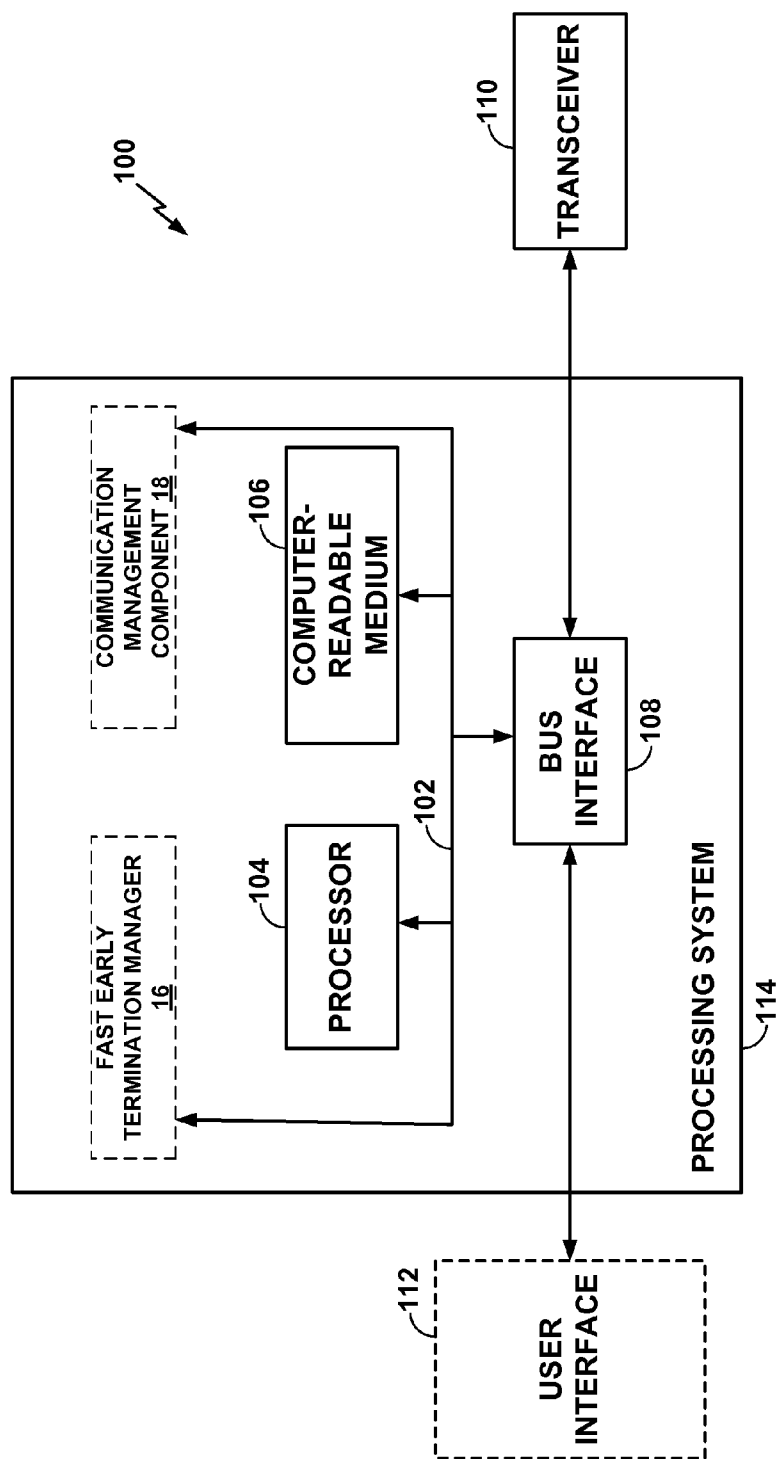 100
FAST EARLY
TERMINATION MANAGER
16
COMMUNICATION
MANAGEMENT
COMPONENT 18
104
PROCESSOR
106
COMPUTER-
READABLE
MEDIUM
102
112
USER
INTERFACE
BUS
INTERFACE
108
110
TRANSCEIVER
PROCESSING SYSTEM
114